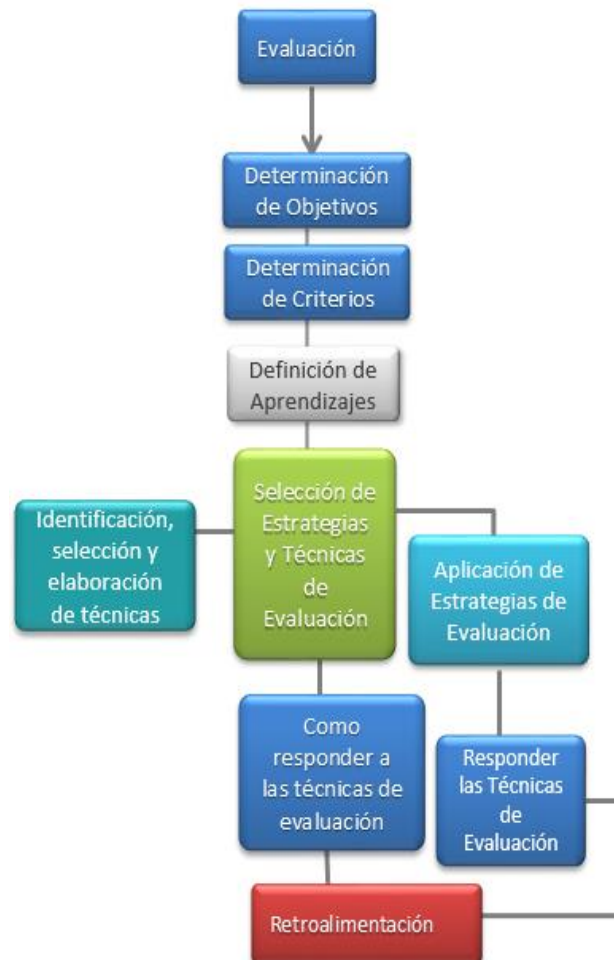 Evaluación
Determinación
de Objetivos
Determinación
de Criterios
Definición de
Aprendizajes
Selección de
Estrategias
y Técnicas
de
Evaluación
Identificación,
selección y
elaboración
de técnicas
Aplicación de
Estrategias de
Evaluación
Como
responder a
las técnicas de
evaluación
Responder
las Técnicas
de
Evaluación
Retroalimentación